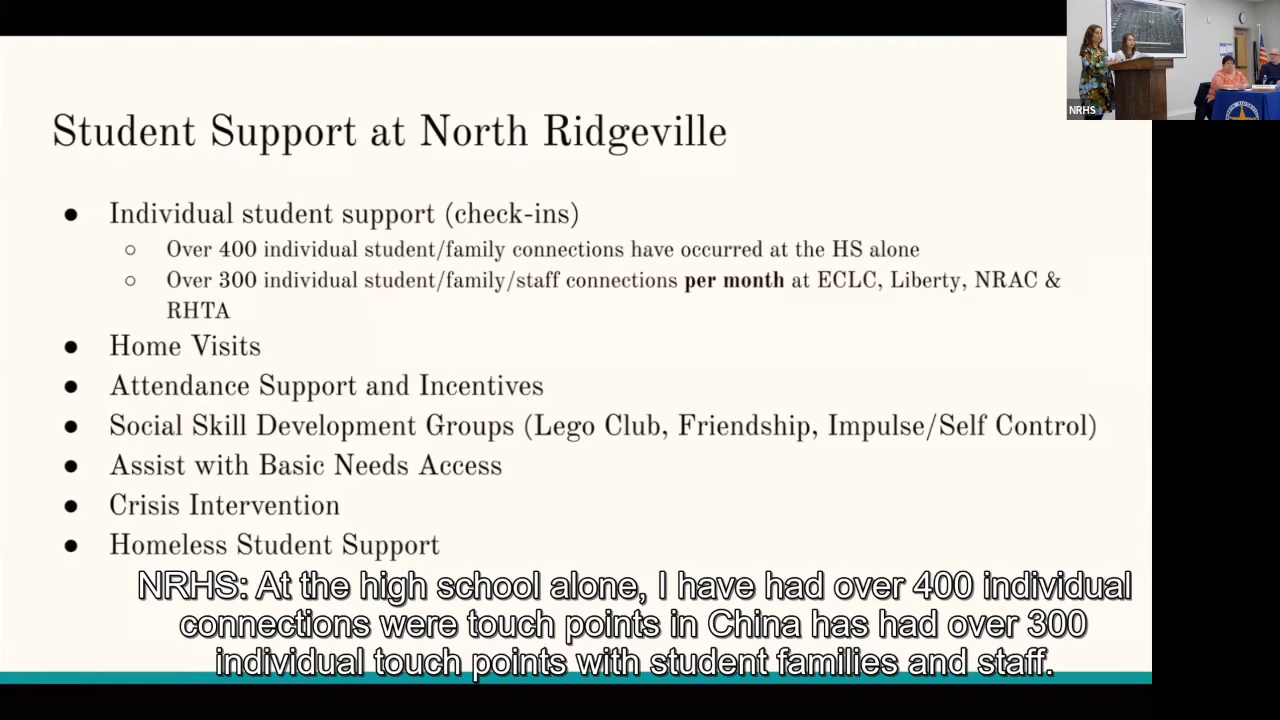 NRHS
Student Support at North Ridgeville
● Individual student support (check-ins)
○ Over 400 individual student/family connections have occurred at the HS alone
○ Over 300 individual student/family/staff connections per month at ECLC, Liberty, NRAC &
RHTA
● Home Visits
● Attendance Support and Incentives
● Social Skill Development Groups (Lego Club, Friendship, Impulse/Self Control)
● Assist with Basic Needs Access
● Crisis Intervention
● Homeless Student Support
NRHS: At the high school alone, I have had over 400 individual
connections were touch points in China has had over 300
individual touch points with student families and staff.